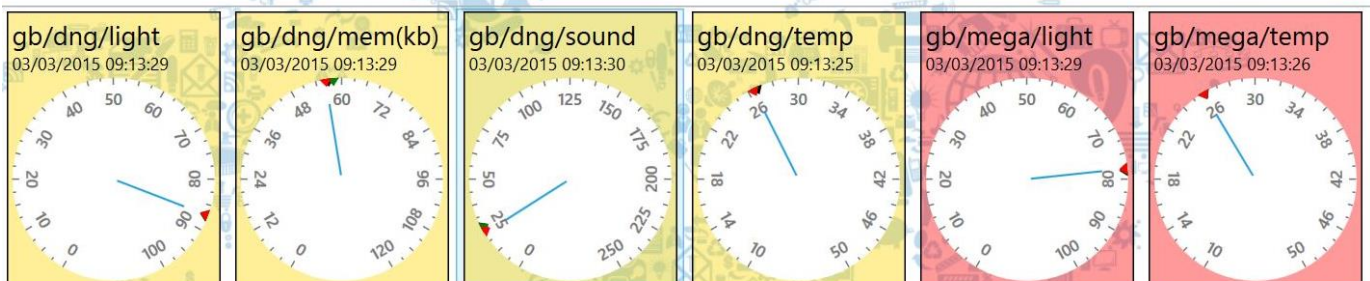 gb/dng/light
03/03/2015 09:13:29
0 10 20 30 40 50 60 70 80 90 100
gb/dng/mem(kb)
03/03/2015 09:13:29
0 12 24 36 48 60 72 84 96 108 120
gb/dng/sound
03/03/2015 09:13:30
0 25 50 75 100 125 150 175 200 225 250
gb/dng/temp
03/03/2015 09:13:25
10 14 18 22 26 30 34 38 42 46 50
gb/mega/light
03/03/2015 09:13:29
0 10 20 30 40 50 60 70 80 90 100
gb/mega/temp
03/03/2015 09:13:26
10 14 18 22 26 30 34 38 42 46 50